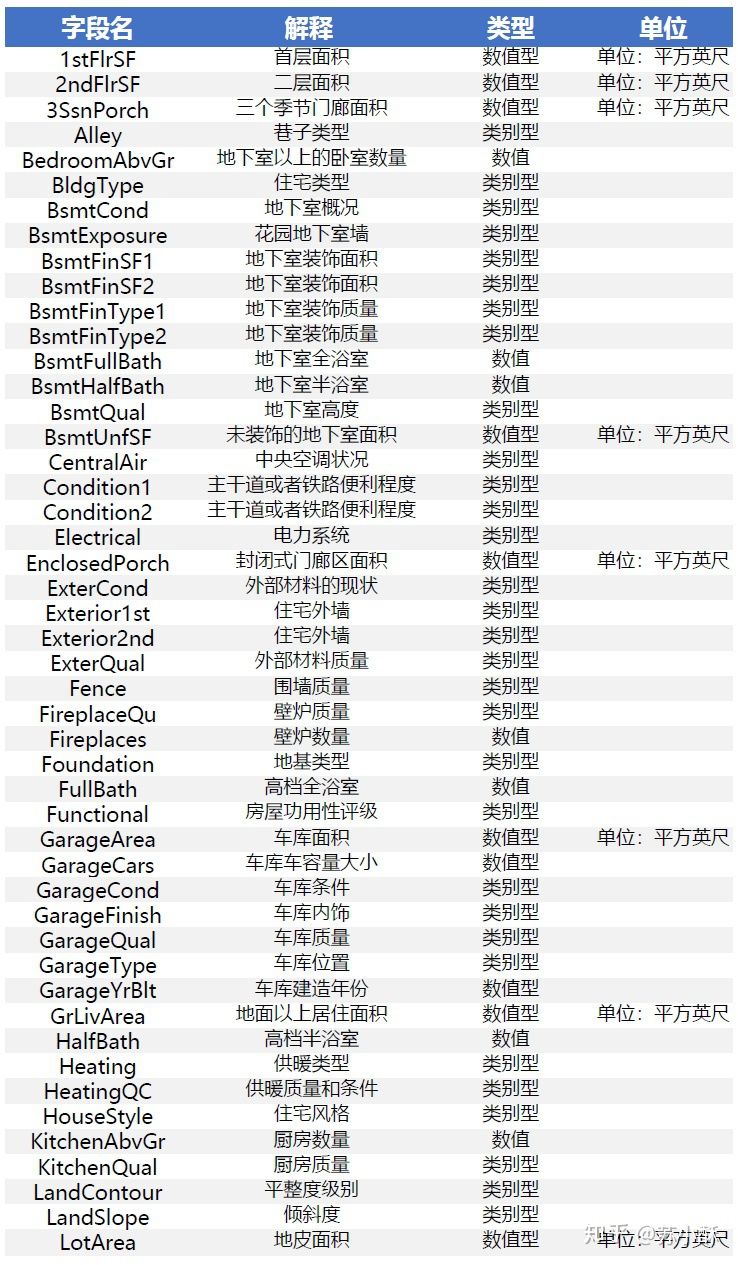 字段名 解释 类型 单位
1stFlrSF 首层面积 数值型 单位：平方英尺
2ndFlrSF 二层面积 数值型 单位：平方英尺
3SsnPorch 三个季节门廊面积 数值型 单位：平方英尺
Alley 巷子类型 类别型
BedroomAbvGr 地下室以上的卧室数量 数值
BldgType 住宅类型 类别型
BsmtCond 地下室概况 类别型
BsmtExposure 花园地下室墙 类别型
BsmtFinSF1 地下室装饰面积 类别型
BsmtFinSF2 地下室装饰面积 类别型
BsmtFinType1 地下室装饰质量 类别型
BsmtFinType2 地下室装饰质量 类别型
BsmtFullBath 地下室全浴室 数值
BsmtHalfBath 地下室半浴室 数值
BsmtQual 地下室高度 类别型
BsmtUnfSF 未装饰的地下室面积 数值型 单位：平方英尺
CentralAir 中央空调状况 类别型
Condition1 主干道或者铁路便利程度 类别型
Condition2 主干道或者铁路便利程度 类别型
Electrical 电力系统 类别型
EnclosedPorch 封闭式门廊区面积 数值型 单位：平方英尺
ExterCond 外部材料的现状 类别型
Exterior1st 住宅外墙 类别型
Exterior2nd 住宅外墙 类别型
ExterQual 外部材料质量 类别型
Fence 围墙质量 类别型
FireplaceQu 壁炉质量 类别型
Fireplaces 壁炉数量 数值
Foundation 地基类型 类别型
FullBath 高档全浴室 数值
Functional 房屋功用性评级 类别型
GarageArea 车库面积 数值型 单位：平方英尺
GarageCars 车库车容量大小 数值型
GarageCond 车库条件 类别型
GarageFinish 车库内饰 类别型
GarageQual 车库质量 类别型
GarageType 车库位置 类别型
GarageYrBlt 车库建造年份 数值型
GrLivArea 地面以上居住面积 数值型 单位：平方英尺
HalfBath 高档半浴室 数值
Heating 供暖类型 类别型
HeatingQC 供暖质量和条件 类别型
HouseStyle 住宅风格 类别型
KitchenAbvGr 厨房数量 数值
KitchenQual 厨房质量 类别型
LandContour 平整度级别 类别型
LandSlope 倾斜度 类别型
LotArea 地皮面积 数值型 单位：平方英尺
知乎